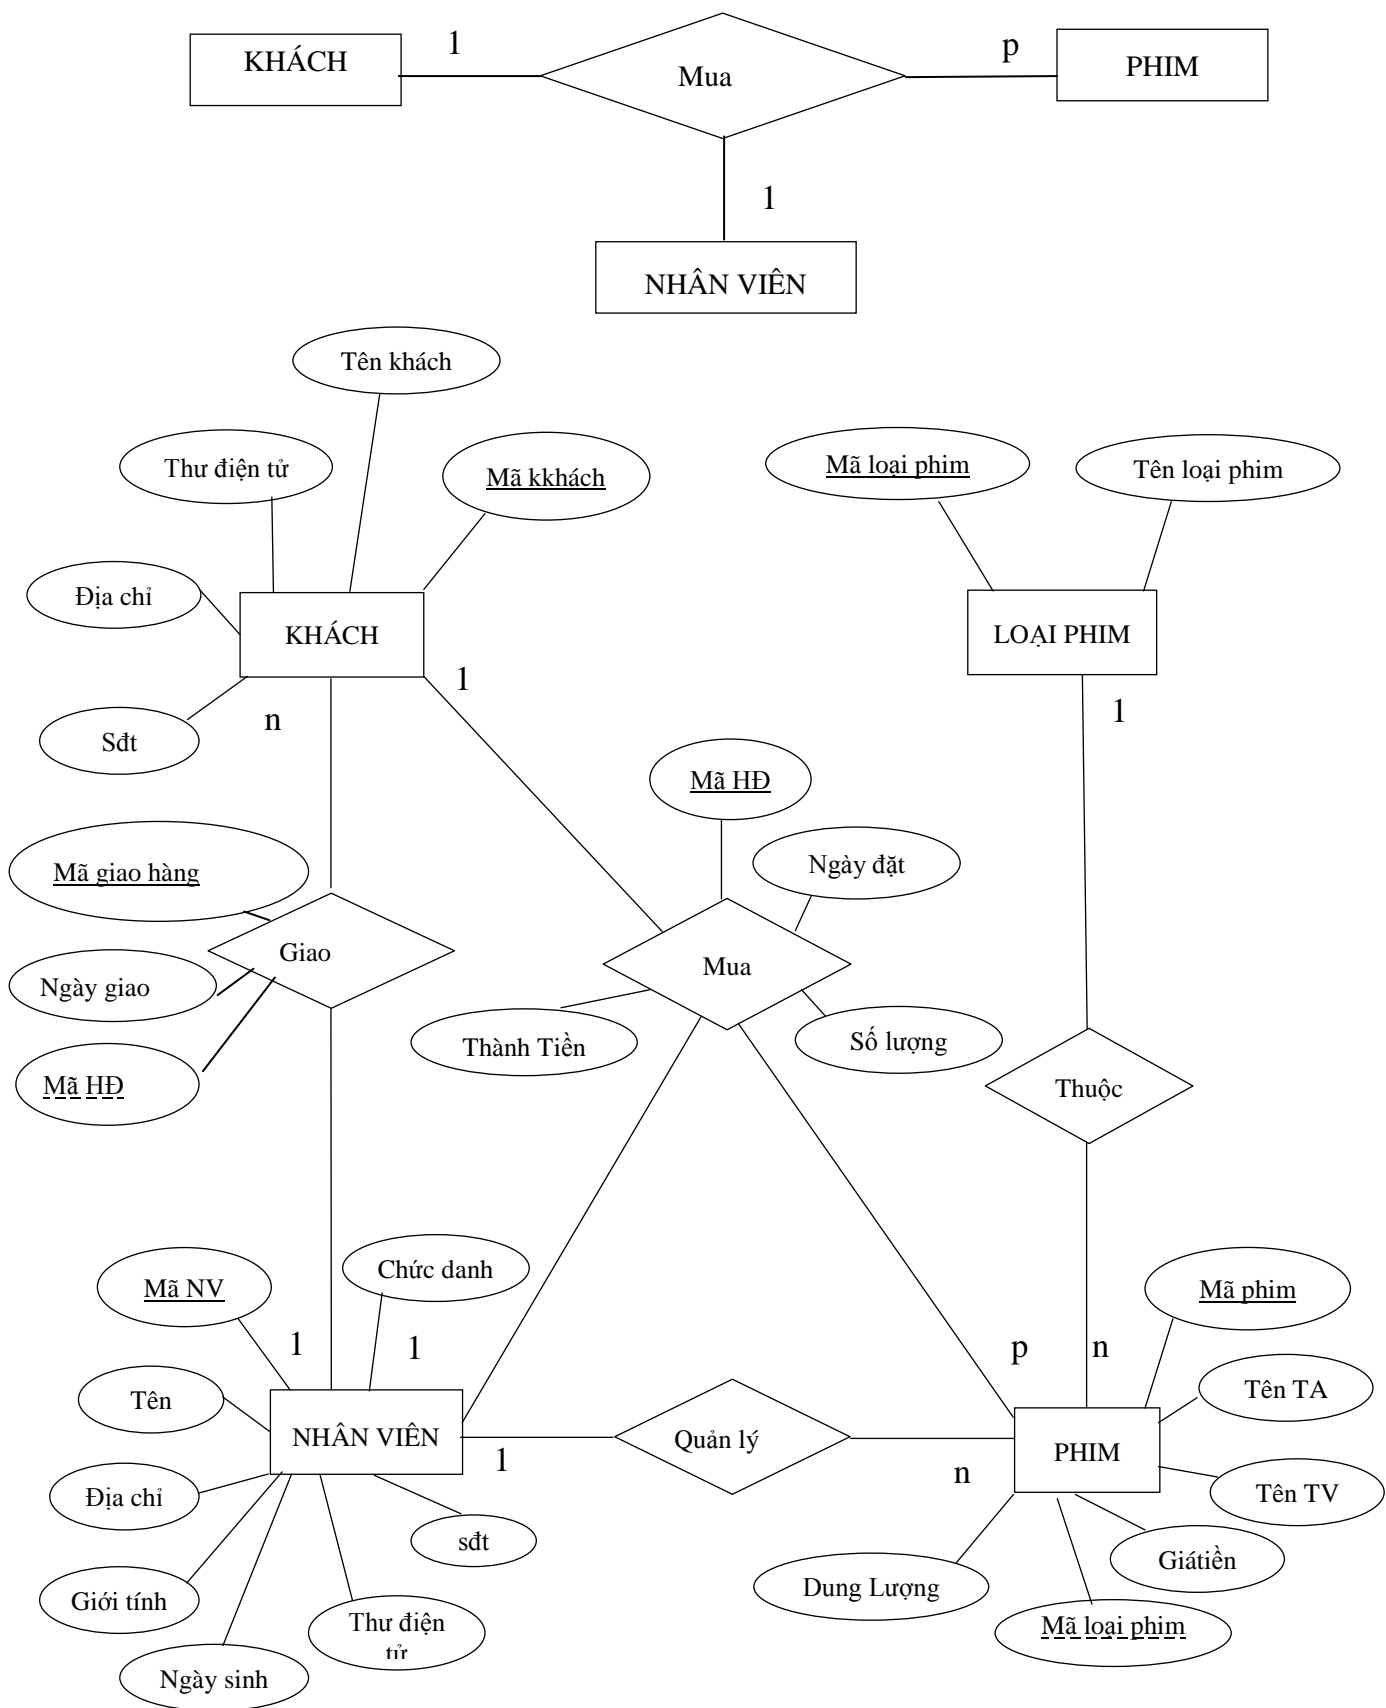 KHÁCH
1
Mua
p
PHIM
1
NHÂN VIÊN
Tên khách
Thư điện tử
Mã kkhách
Mã loại phim
Tên loại phim
Địa chỉ
KHÁCH
LOẠI PHIM
1
1
n
Sđt
Mã HĐ
Ngày đặt
Mã giao hàng
Giao
Mua
Ngày giao
Thành Tiền
Số lượng
Mã HĐ
Thuộc
Chức danh
Mã NV
Mã phim
1
1
p
n
Tên
Tên TA
NHÂN VIÊN
Quản lý
PHIM
1
n
Địa chỉ
Tên TV
sđt
Giátiền
Dung Lượng
Giới tính
Thư điện
tử
Mã loại phim
Ngày sinh